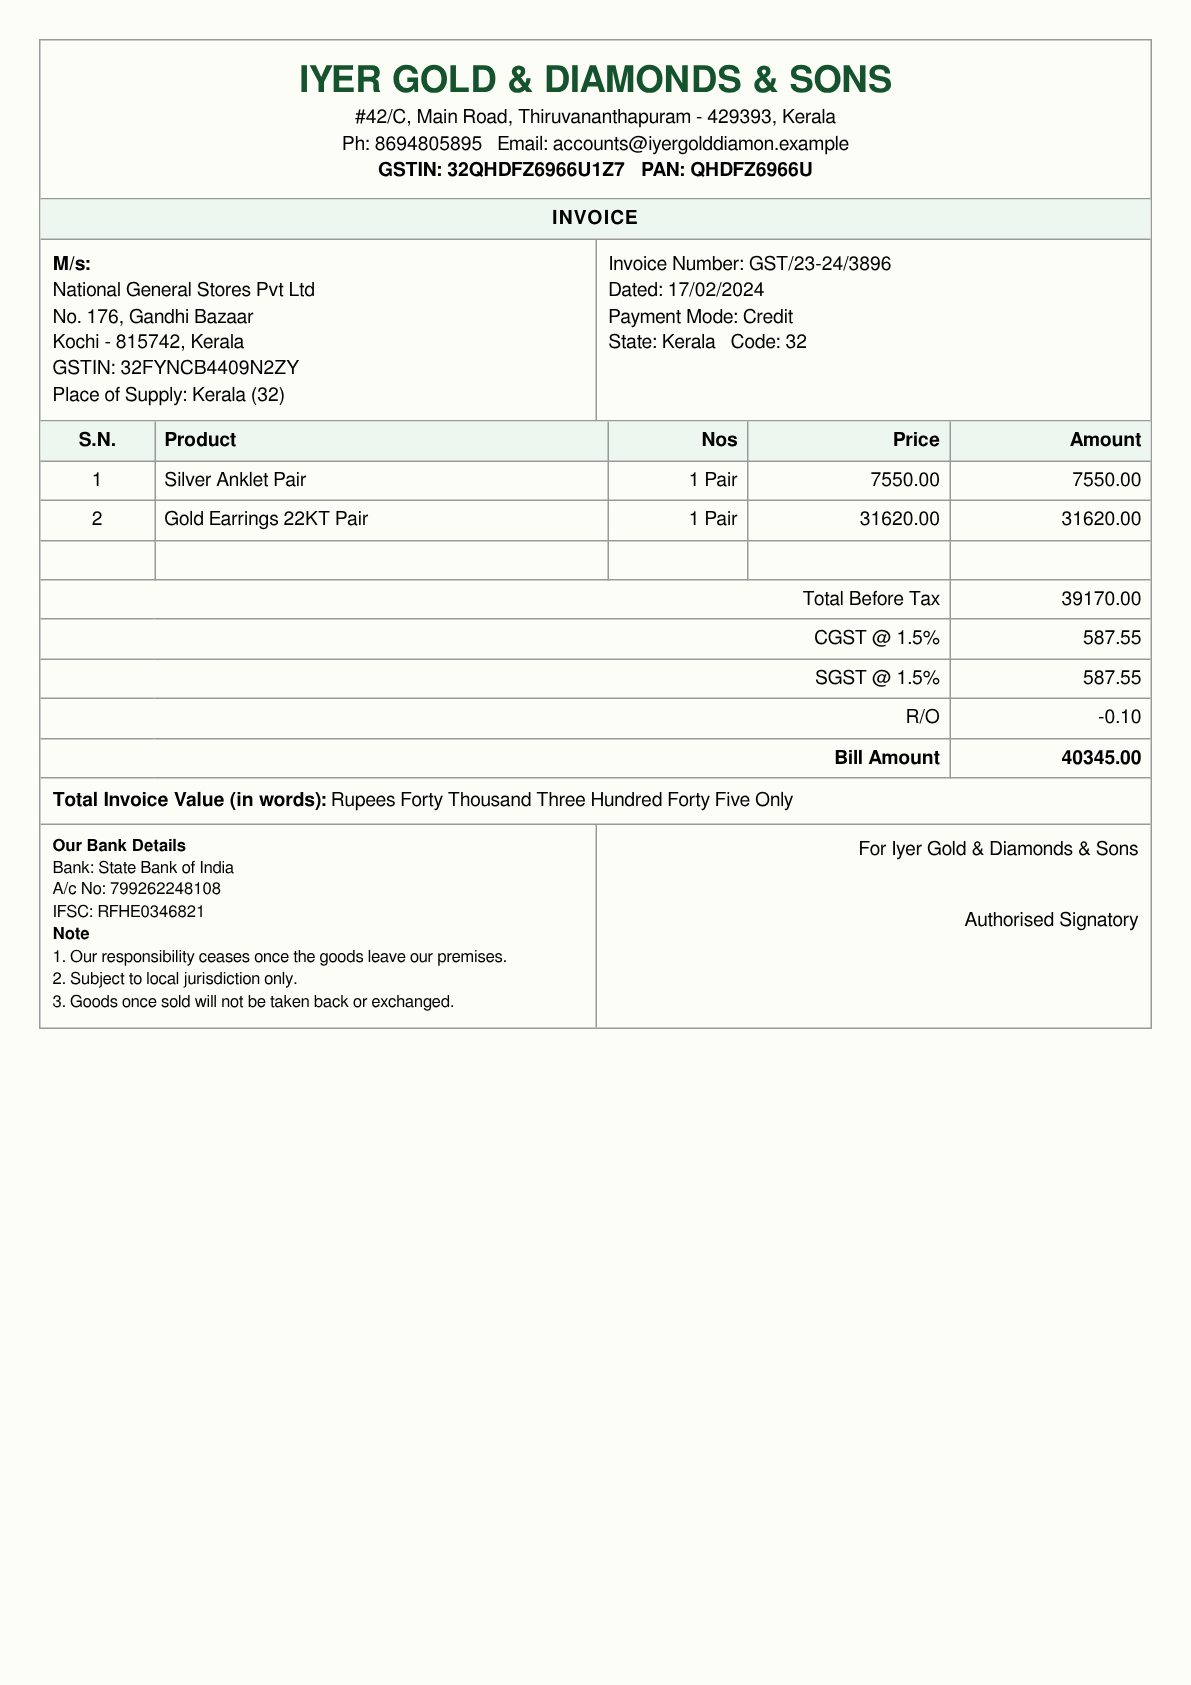 IYER GOLD & DIAMONDS & SONS
#42/C, Main Road, Thiruvananthapuram - 429393, Kerala
Ph: 8694805895 Email: accounts@iyergolddiamon.example
GSTIN: 32QHDFZ6966U1Z7 PAN: QHDFZ6966U
INVOICE
M/s:
National General Stores Pvt Ltd
No. 176, Gandhi Bazaar
Kochi - 815742, Kerala
GSTIN: 32FYNCB4409N2ZY
Place of Supply: Kerala (32)
Invoice Number: GST/23-24/3896
Dated: 17/02/2024
Payment Mode: Credit
State: Kerala Code: 32
S.N. Product Nos Price Amount
1 Silver Anklet Pair 1 Pair 7550.00 7550.00
2 Gold Earrings 22KT Pair 1 Pair 31620.00 31620.00
Total Before Tax 39170.00
CGST @ 1.5% 587.55
SGST @ 1.5% 587.55
R/O -0.10
Bill Amount 40345.00
Total Invoice Value (in words): Rupees Forty Thousand Three Hundred Forty Five Only
Our Bank Details
Bank: State Bank of India
A/c No: 799262248108
IFSC: RFHE0346821
Note
1. Our responsibility ceases once the goods leave our premises.
2. Subject to local jurisdiction only.
3. Goods once sold will not be taken back or exchanged.
For Iyer Gold & Diamonds & Sons
Authorised Signatory